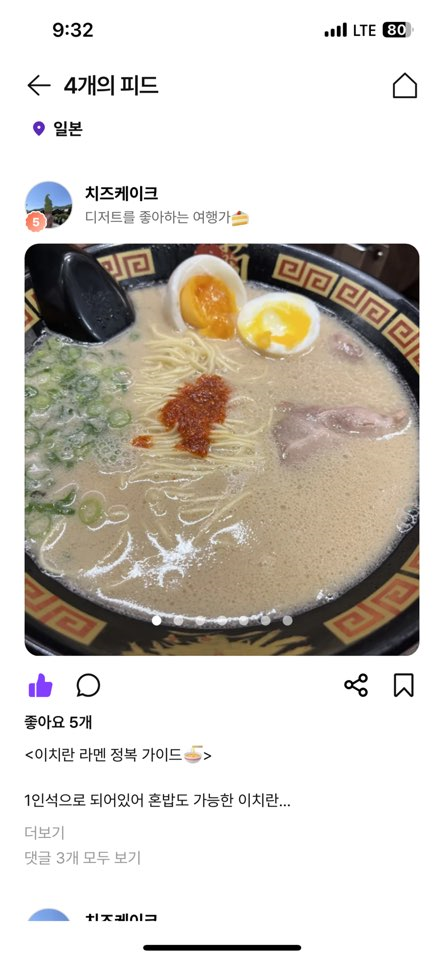 9:32
LTE 80
4개의 피드
일본
치즈케이크
5
디저트를 좋아하는 여행가🍰
좋아요 5개
<이치란 라멘 정복 가이드🍜>
1인석으로 되어있어 혼밥도 가능한 이치란...
더보기
댓글 3개 모두 보기
치즈케이크